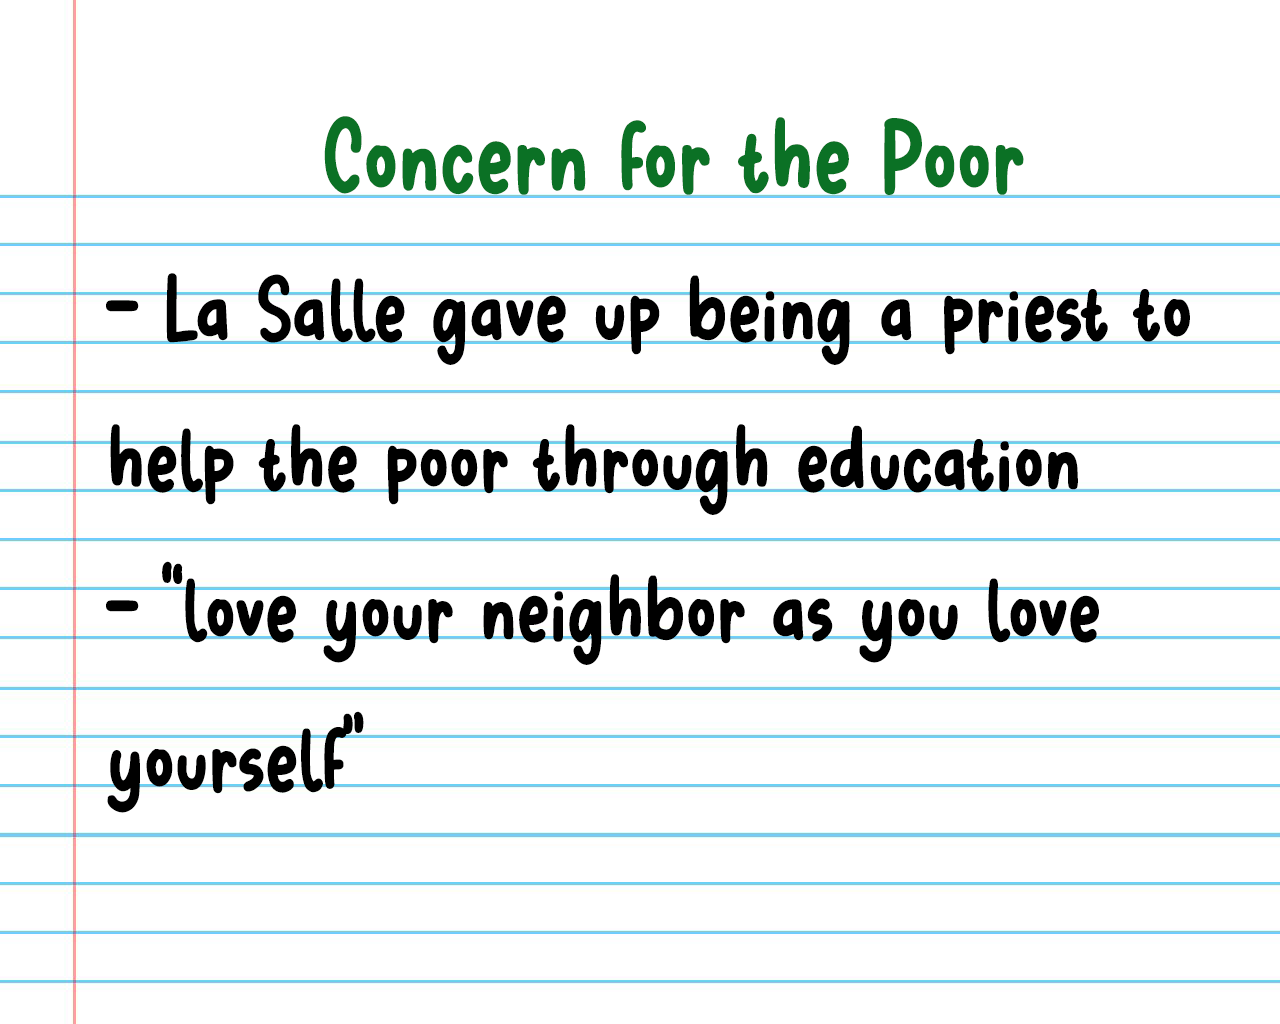 Concern for the Poor
- La Salle gave up being a priest to
help the poor through education
- "love your neighbor as you love
yourself"